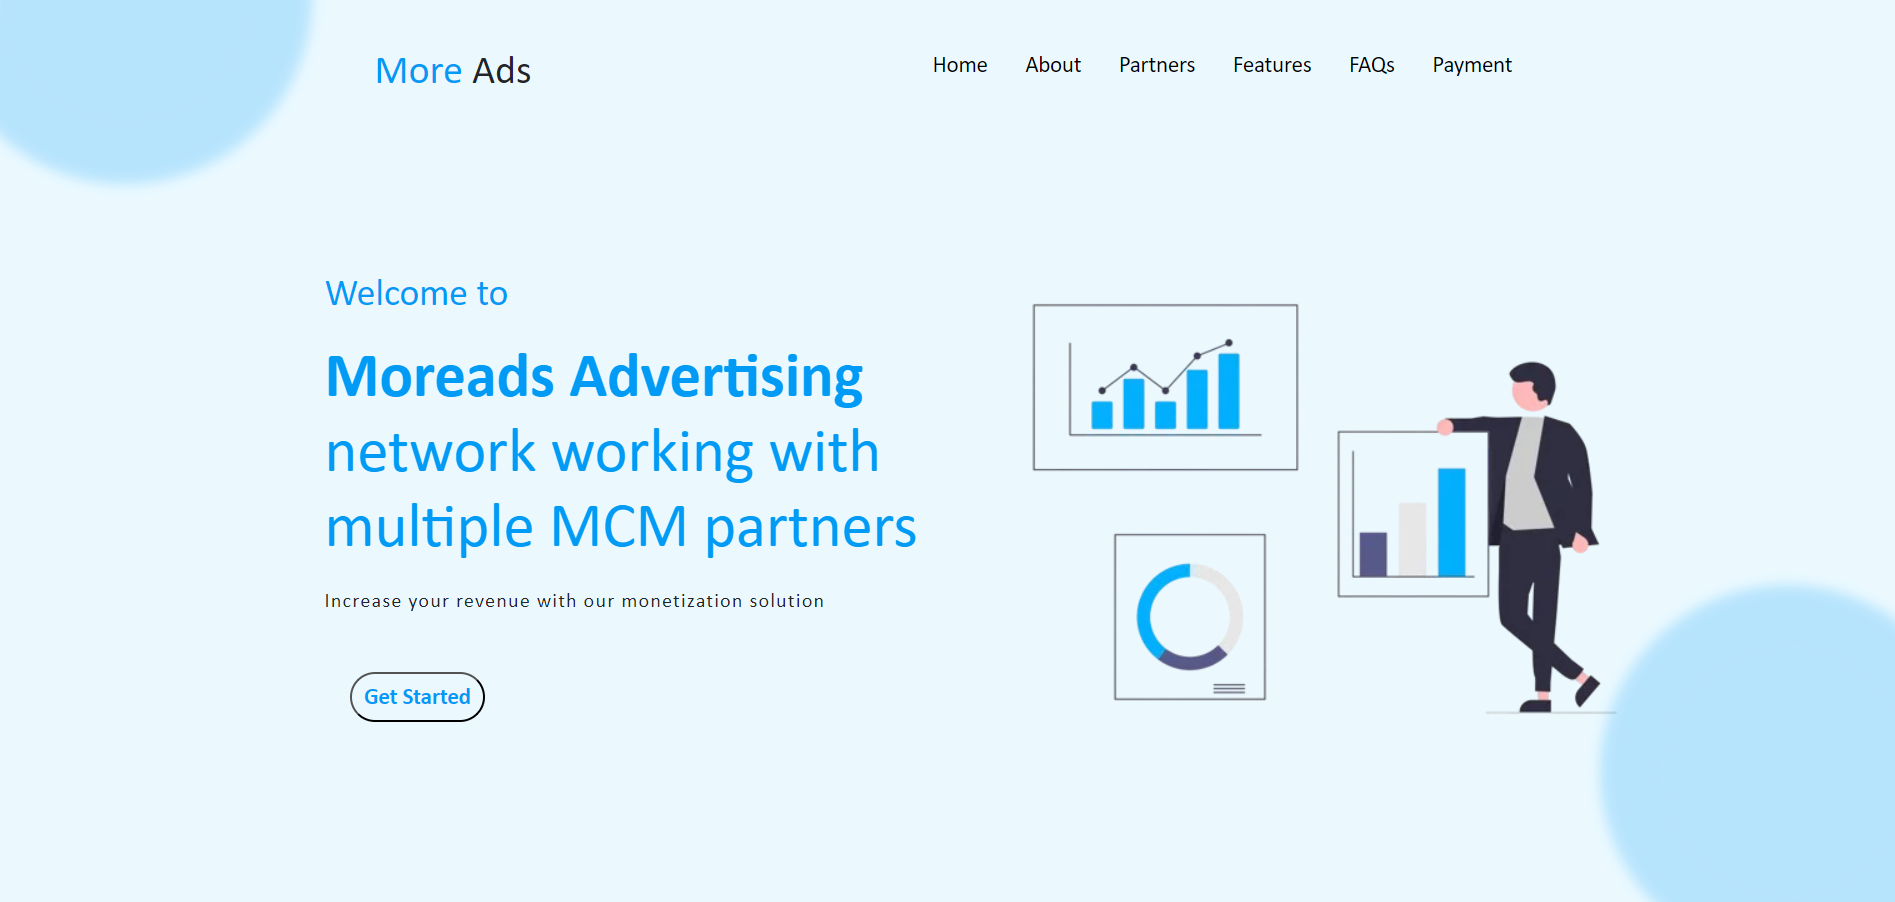 More Ads
Home About Partners Features FAQs Payment
Welcome to
Moreads Advertising
network working with
multiple MCM partners
Increase your revenue with our monetization solution
Get Started